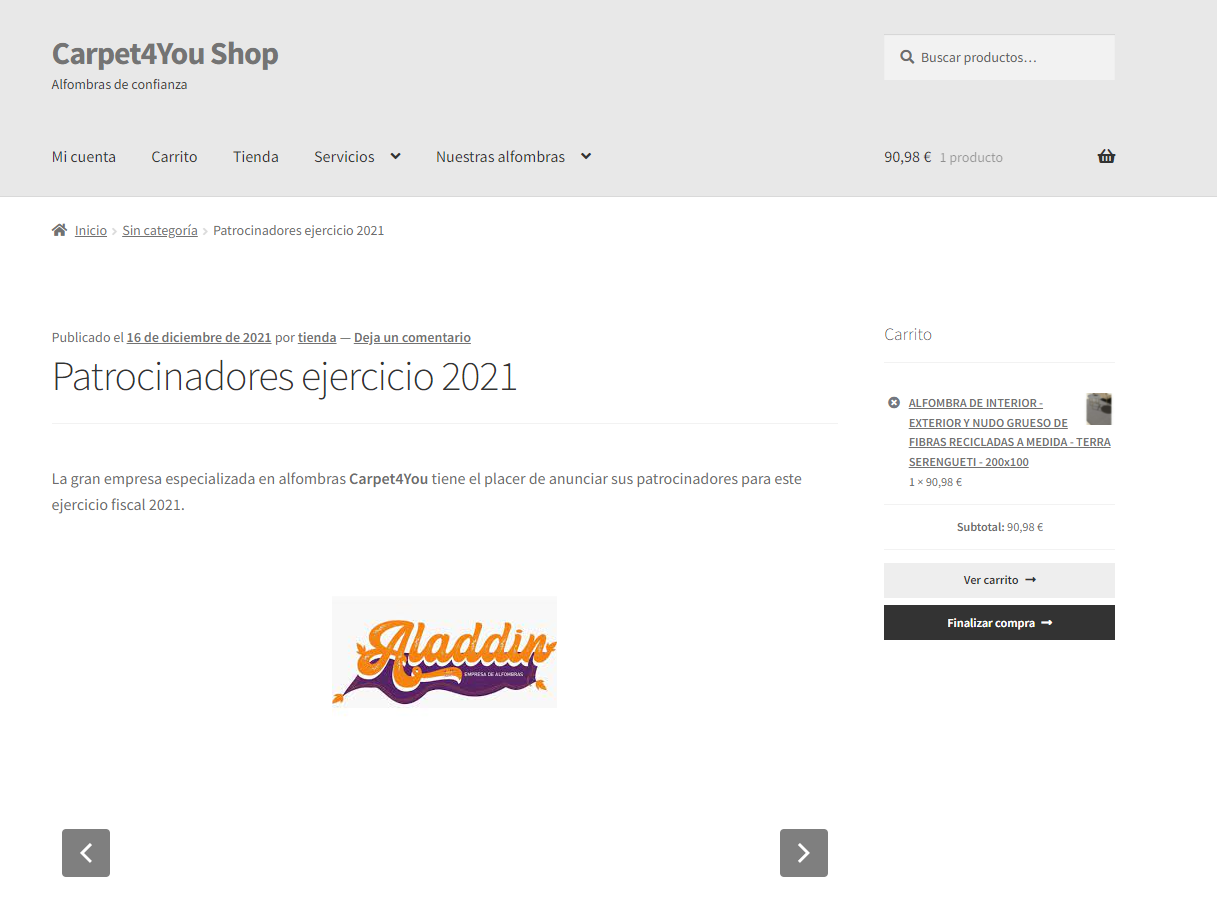 Carpet4You Shop
Alfombras de confianza
Buscar productos…
Mi cuenta Carrito Tienda Servicios Nuestras alfombras
90,98 € 1 producto
Inicio Sin categoría Patrocinadores ejercicio 2021
Publicado el 16 de diciembre de 2021 por tienda — Deja un comentario
Patrocinadores ejercicio 2021
La gran empresa especializada en alfombras Carpet4You tiene el placer de anunciar sus patrocinadores para este
ejercicio fiscal 2021.
Aladdin
EMPRESA DE ALFOMBRAS
Carrito
ALFOMBRA DE INTERIOR -
EXTERIOR Y NUDO GRUESO DE
FIBRAS RECICLADAS A MEDIDA - TERRA
SERENGUETI - 200x100
1 × 90,98 €
Subtotal: 90,98 €
Ver carrito
Finalizar compra